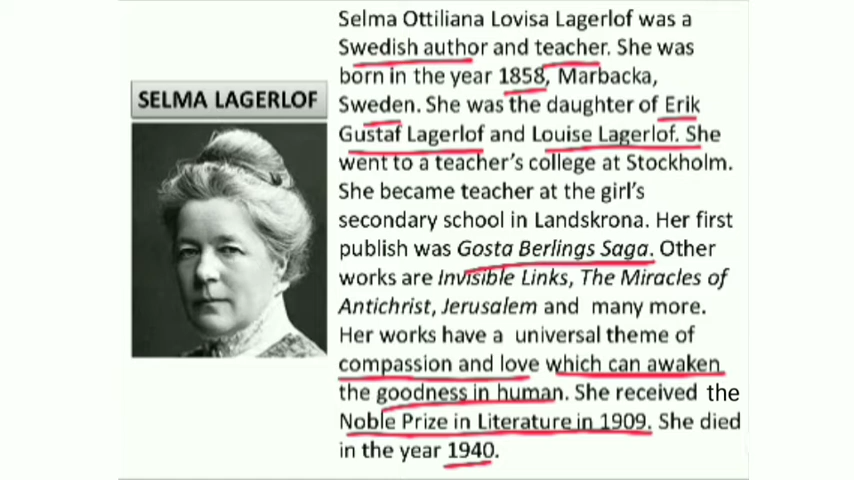 SELMA LAGERLOF
Selma Ottiliana Lovisa Lagerlof was a
Swedish author and teacher. She was
born in the year 1858, Marbacka,
Sweden. She was the daughter of Erik
Gustaf Lagerlof and Louise Lagerlof. She
went to a teacher's college at Stockholm.
She became teacher at the girl's
secondary school in Landskrona. Her first
publish was Gosta Berlings Saga. Other
works are Invisible Links, The Miracles of
Antichrist, Jerusalem and many more.
Her works have a universal theme of
compassion and love which can awaken
the goodness in human. She received the
Noble Prize in Literature in 1909. She died
in the year 1940.